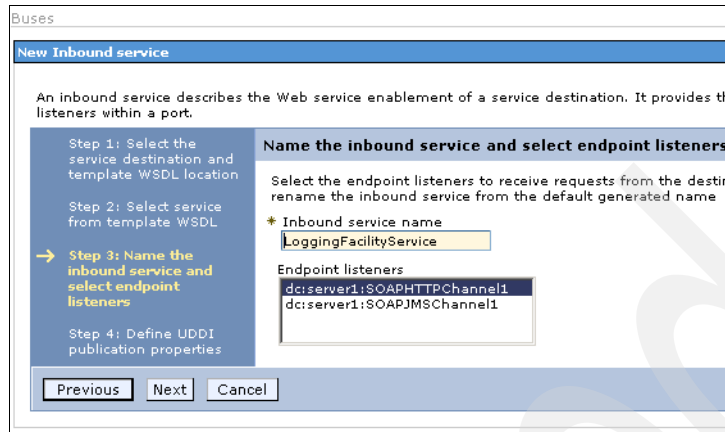 Buses
New Inbound service
An inbound service describes the Web service enablement of a service destination. It provides
listeners within a port.
Step 1: Select the
service destination and
template WSDL location
Step 2: Select service
from template WSDL
Step 3: Name the
inbound service and
select endpoint
listeners
Step 4: Define UDDI
publication properties
Name the inbound service and select endpoint listeners
Select the endpoint listeners to receive requests from the
rename the inbound service from the default generated name
* Inbound service name
LoggingFacilityService
Endpoint listeners
dc:server1:SOAPHTTPChannel1
dc:server1:SOAPJMSChannel1
Previous Next Cancel